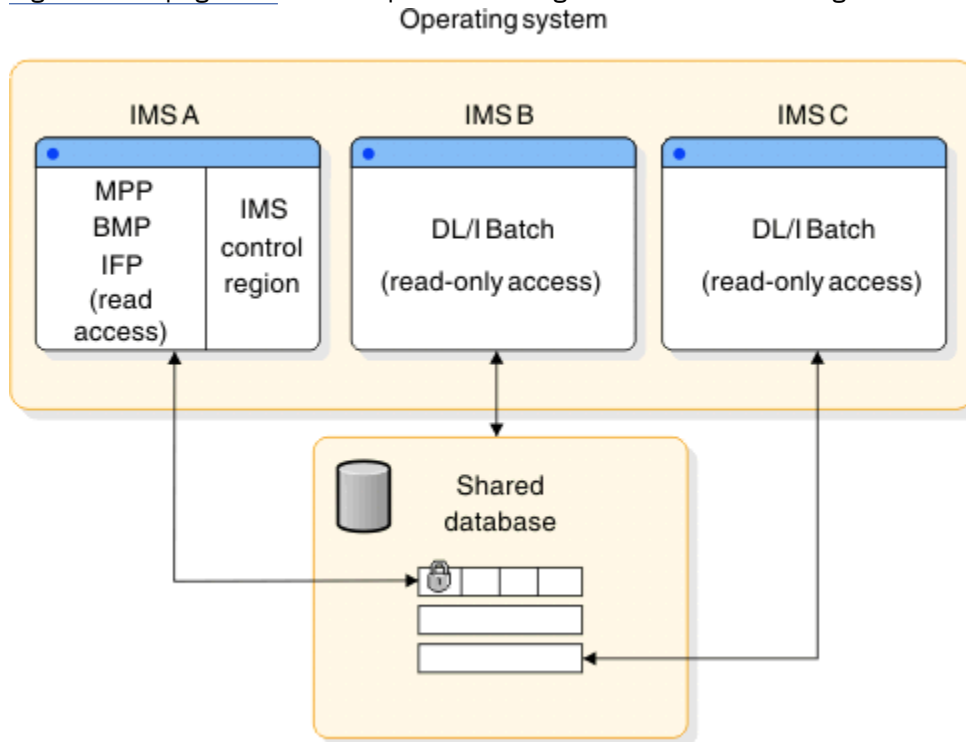 Operating system
IMS A
IMS B
IMS C
MPP
BMP
IFP
(read
access)
IMS
control
region
DL/I Batch
(read-only access)
DL/I Batch
(read-only access)
Shared
database